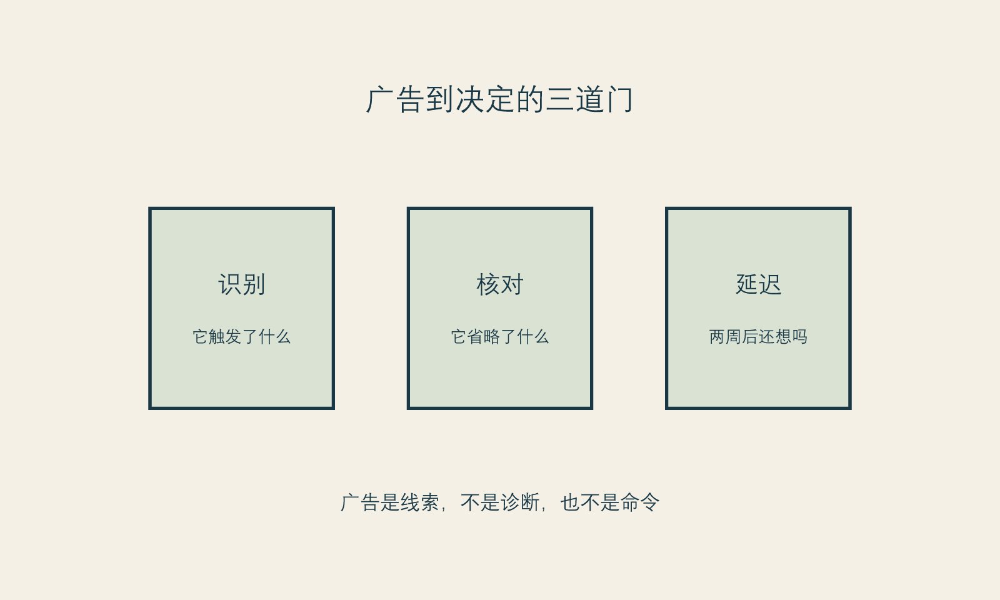 广告到决定的三道门
识别
它触发了什么
核对
它省略了什么
延迟
两周后还想吗
广告是线索，不是诊断，也不是命令